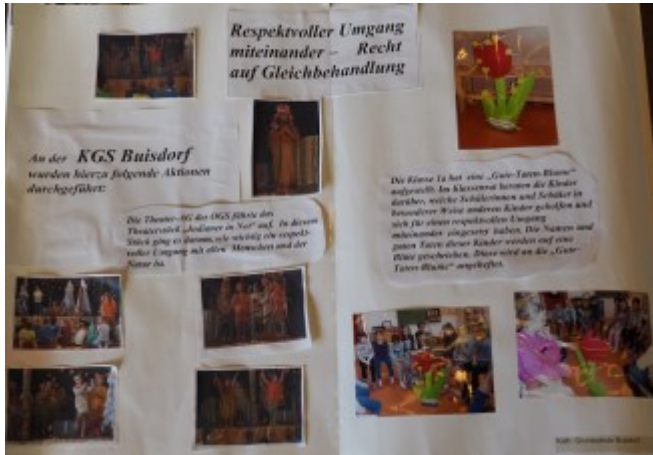 Respektvoller Umgang
miteinander – Recht
auf Gleichbehandlung
An der KGS Buisdorf
wurden hierzu folgende Aktionen
durchgeführt:
Die Theater-AG der OGS führte das
Theaterstück „Indianer in Not“ auf. In diesem
Stück ging es darum, wie wichtig ein respekt-
voller Umgang mit allen Menschen und der
Natur ist.
Die Klasse 1a hat eine „Gute-Taten-Blume“
aufgestellt. Im Klassenrat beraten die Kinder
darüber, welche Schülerinnen und Schüler in
besonderer Weise anderen Kinder geholfen und
sich für einen respektvollen Umgang
miteinander eingesetzt haben. Die Namen und
guten Taten dieser Kinder werden auf eine
Blüte geschrieben. Diese wird an die „Gute-
Taten-Blume“ angeheftet.
Kath. Grundschule Buisdorf